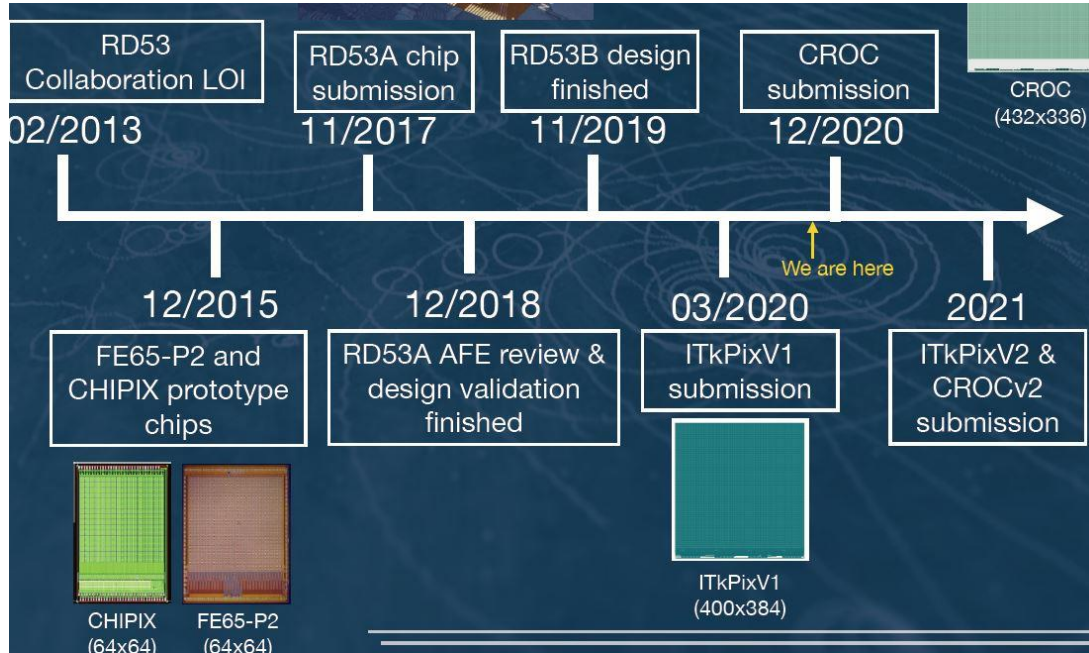 RD53
Collaboration LOI
02/2013
RD53A chip
submission
11/2017
RD53B design
finished
11/2019
CROC
submission
12/2020
CROC
(432x336)
We are here
12/2015
FE65-P2 and
CHIPIX prototype
chips
12/2018
RD53A AFE review &
design validation
finished
03/2020
ITkPixV1
submission
2021
ITkPixV2 &
CROCv2
submission
CHIPIX
(64x64)
FE65-P2
(64x64)
ITkPixV1
(400x384)